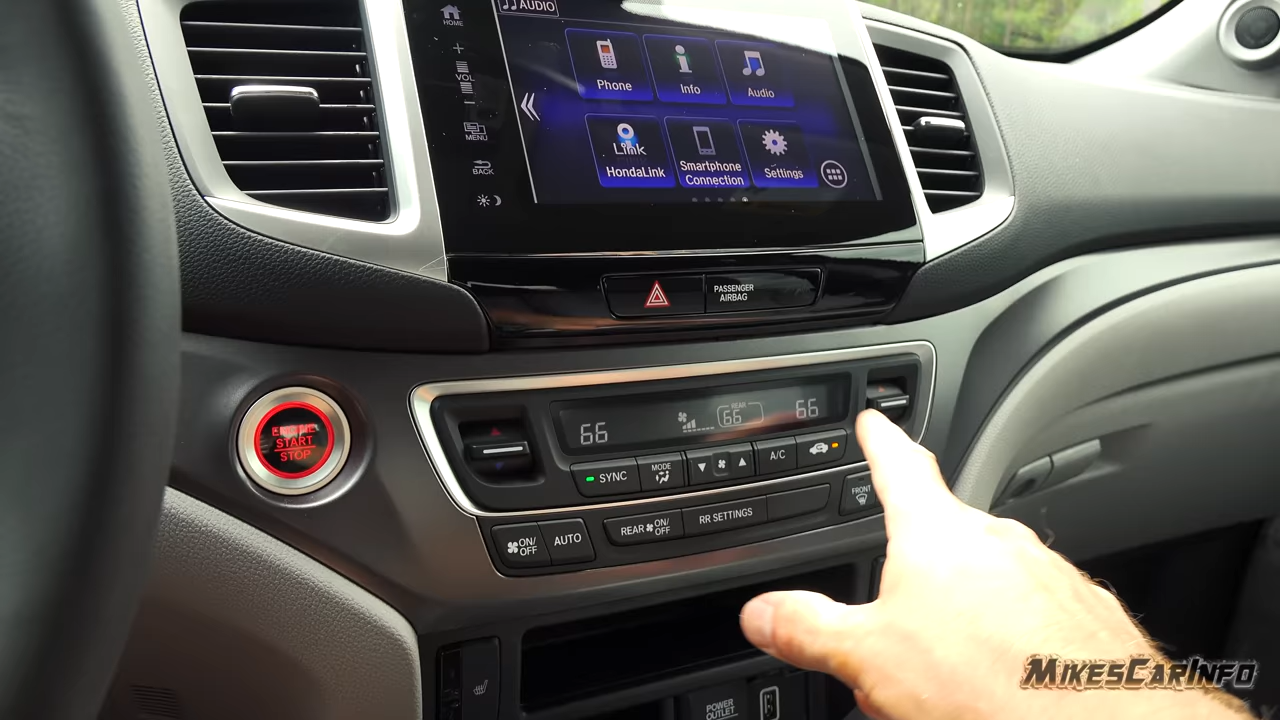 AUDIO
HOME
+
VOL
-
MENU
BACK
Phone
Info
Audio
Link
HondaLink
Smartphone
Connection
Settings
PASSENGER
AIRBAG
ENGINE
START
STOP
66
REAR
66
66
SYNC
MODE
A/C
ON/
OFF
AUTO
REAR ON/
OFF
RR SETTINGS
FRONT
POWER
OUTLET
MIKESCARINFO